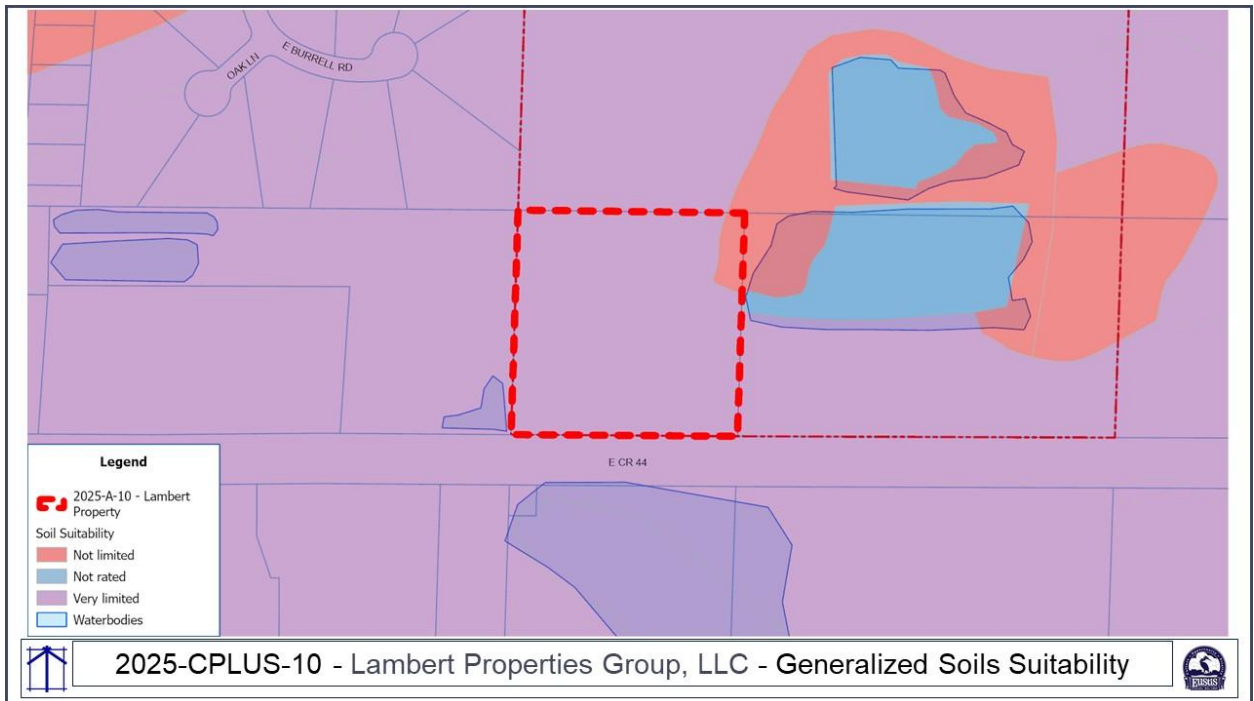 OAK LN
E BURRELL RD
E CR 44
Legend
2025-A-10 - Lambert
Property
Soil Suitability
Not limited
Not rated
Very limited
Waterbodies
2025-CPLUS-10 - Lambert Properties Group, LLC - Generalized Soils Suitability
EUSTIS